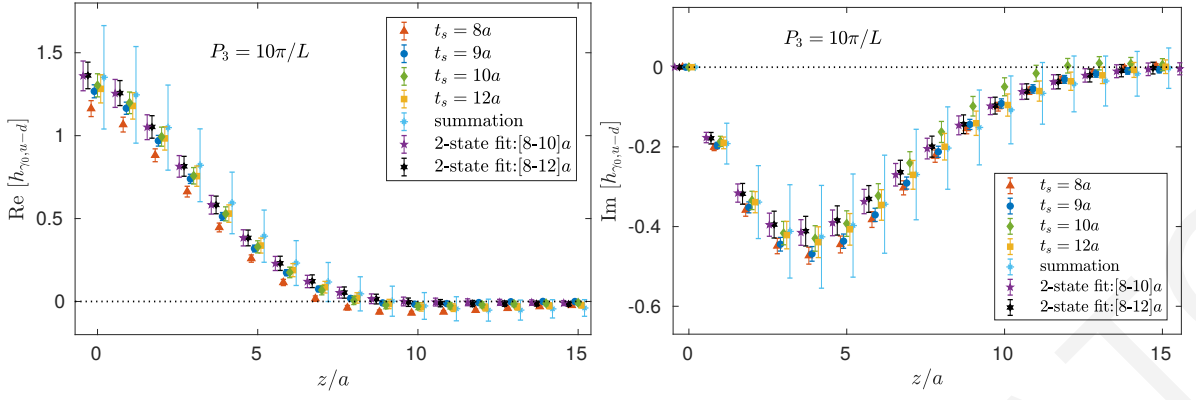 Re [h_{γ_0,u−d}]
1.5
1
0.5
0
P_3 = 10π/L
t_s = 8a
t_s = 9a
t_s = 10a
t_s = 12a
summation
2-state fit:[8-10]a
2-state fit:[8-12]a
0
5
10
15
z/a
Im [h_{γ_0,u−d}]
0
-0.2
-0.4
-0.6
P_3 = 10π/L
t_s = 8a
t_s = 9a
t_s = 10a
t_s = 12a
summation
2-state fit:[8-10]a
2-state fit:[8-12]a
0
5
10
15
z/a